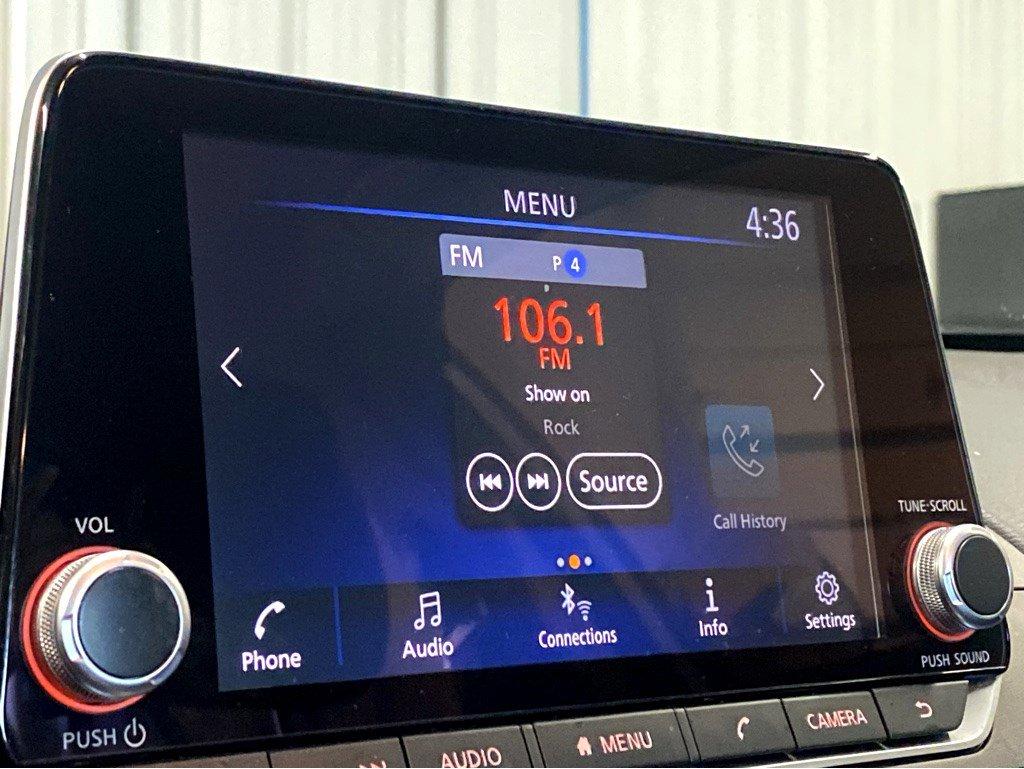 MENU
4:36
FM P 4
106.1
FM
Show on
Rock
Source
Call History
VOL
TUNE·SCROLL
Phone
Audio
Connections
Info
Settings
PUSH
PUSH SOUND
AUDIO
MENU
CAMERA